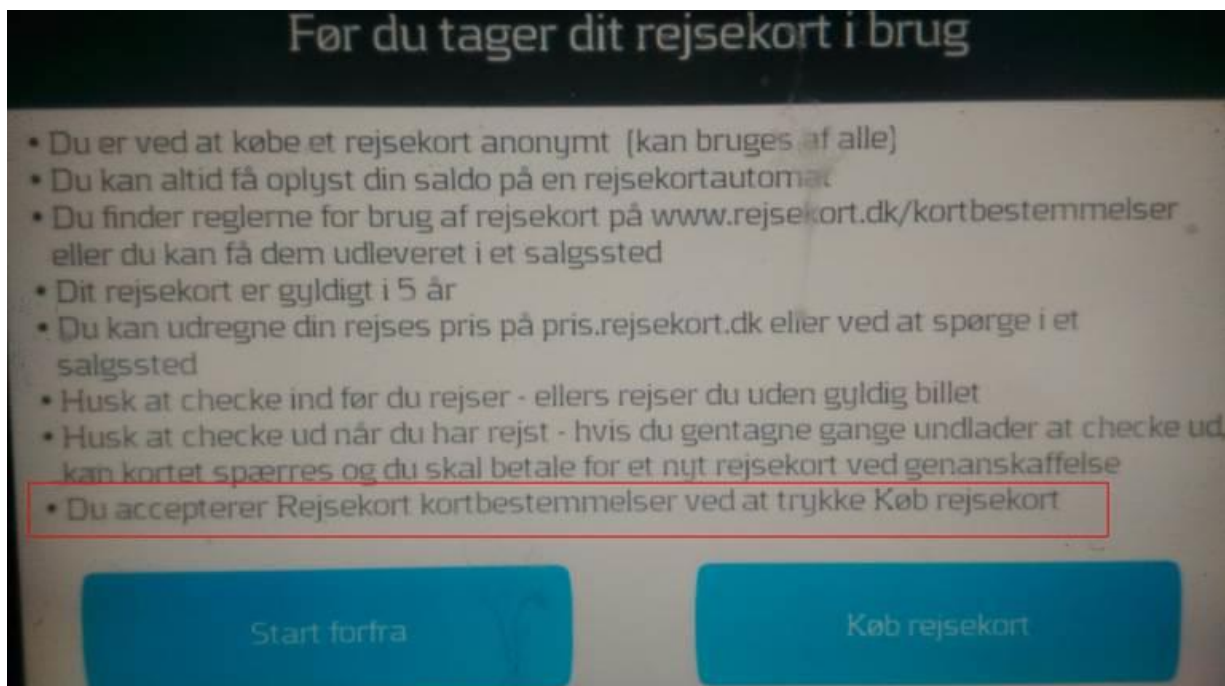 Før du tager dit rejsekort i brug
• Du er ved at købe et rejsekort anonymt (kan bruges af alle)
• Du kan altid få oplyst din saldo på en rejsekortautomat
• Du finder reglerne for brug af rejsekort på www.rejsekort.dk/kortbestemmelser
eller du kan få dem udleveret i et salgssted
• Dit rejsekort er gyldigt i 5 år
• Du kan udregne din rejses pris på pris.rejsekort.dk eller ved at spørge i et
salgssted
• Husk at checke ind før du rejser - ellers rejser du uden gyldig billet
• Husk at checke ud når du har rejst - hvis du gentagne gange undlader at checke ud
kan kortet spærres og du skal betale for et nyt rejsekort ved genanskaffelse
• Du accepterer Rejsekort kortbestemmelser ved at trykke Køb rejsekort
Start forfra
Køb rejsekort